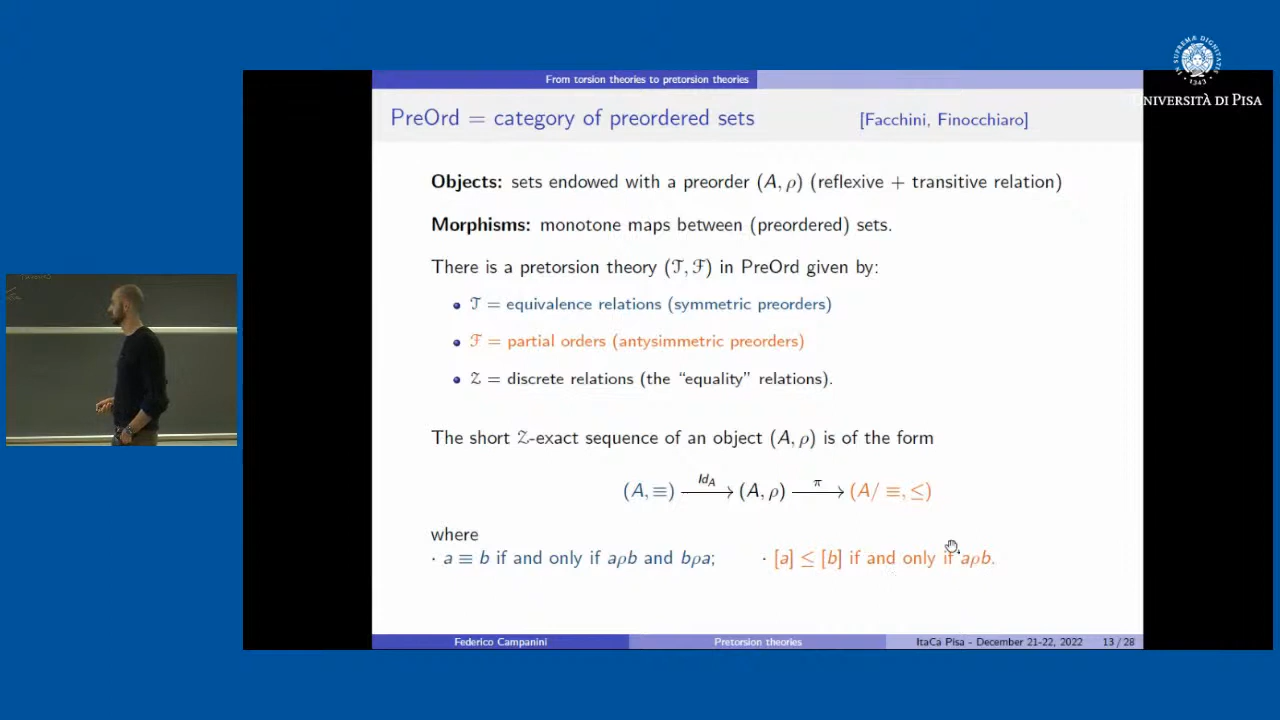 IN SUPREMA DIGNITATIS
1343
UNIVERSITÀ DI PISA
From torsion theories to pretorsion theories
PreOrd = category of preordered sets [Facchini, Finocchiaro]
Objects: sets endowed with a preorder (A, ρ) (reflexive + transitive relation)
Morphisms: monotone maps between (preordered) sets.
There is a pretorsion theory (𝒯, ℱ) in PreOrd given by:
• 𝒯 = equivalence relations (symmetric preorders)
• ℱ = partial orders (antysimmetric preorders)
• 𝒵 = discrete relations (the “equality” relations).
The short 𝒵-exact sequence of an object (A, ρ) is of the form
(A, ≡) —Id_A→ (A, ρ) —π→ (A/ ≡, ≤)
where
· a ≡ b if and only if aρb and bρa; · [a] ≤ [b] if and only if aρb.
Federico Campanini Pretorsion theories ItaCa Pisa - December 21-22, 2022 13 / 28